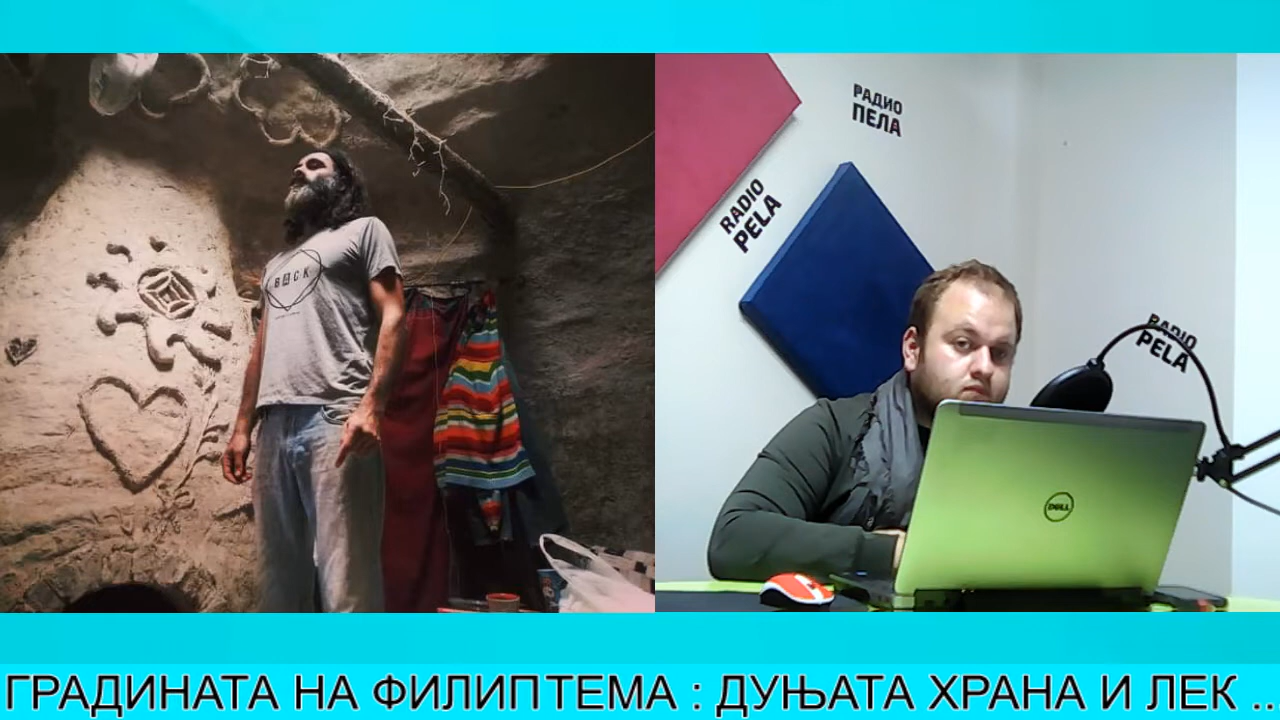 РАДИО
ПЕЛА
RADIO
PELA
RADIO
PELA
DELL
ГРАДИНАТА НА ФИЛИПТЕМА : ДУЊАТА ХРАНА И ЛЕК ..